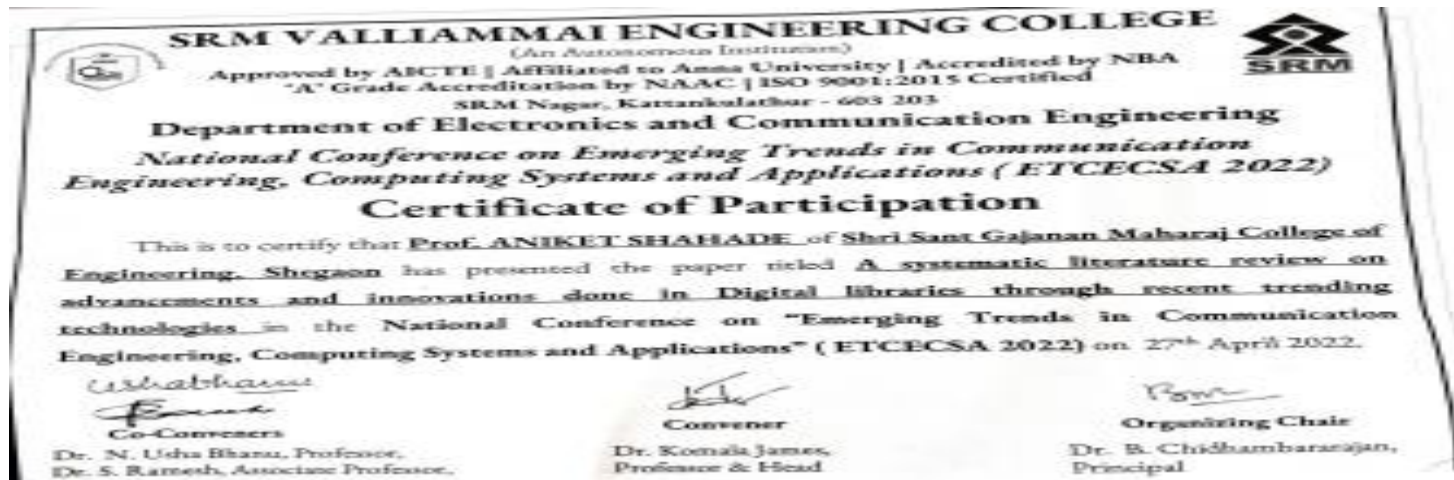 SRM VALLIAMMAI ENGINEERING COLLEGE
(An Autonomous Institution)
SRM
Approved by AICTE | Affiliated to Anna University | Accredited by NBA
"A" Grade Accreditation by NAAC | ISO 9001:2015 Certified
SRM Nagar, Kattankulathur - 603 203
Department of Electronics and Communication Engineering
National Conference on Emerging Trends in Communication
Engineering, Computing Systems and Applications ( ETCECSA 2022)
Certificate of Participation
This is to certify that Prof. ANIKET SHAHADE of Shri Sant Gajanan Maharaj College of
Engineering, Shegaon has presented the paper titled A systematic literature review on
advancements and innovations done in Digital libraries through recent trending
technologies in the National Conference on "Emerging Trends in Communication
Engineering, Computing Systems and Applications" ( ETCECSA 2022) on 27th April 2022.
Co-Conveners
Dr. N. Usha Bhanu, Professor,
Dr. S. Ramesh, Associate Professor,
Convener
Dr. Komala James,
Professor & Head
Organizing Chair
Dr. B. Chidhambararajan,
Principal